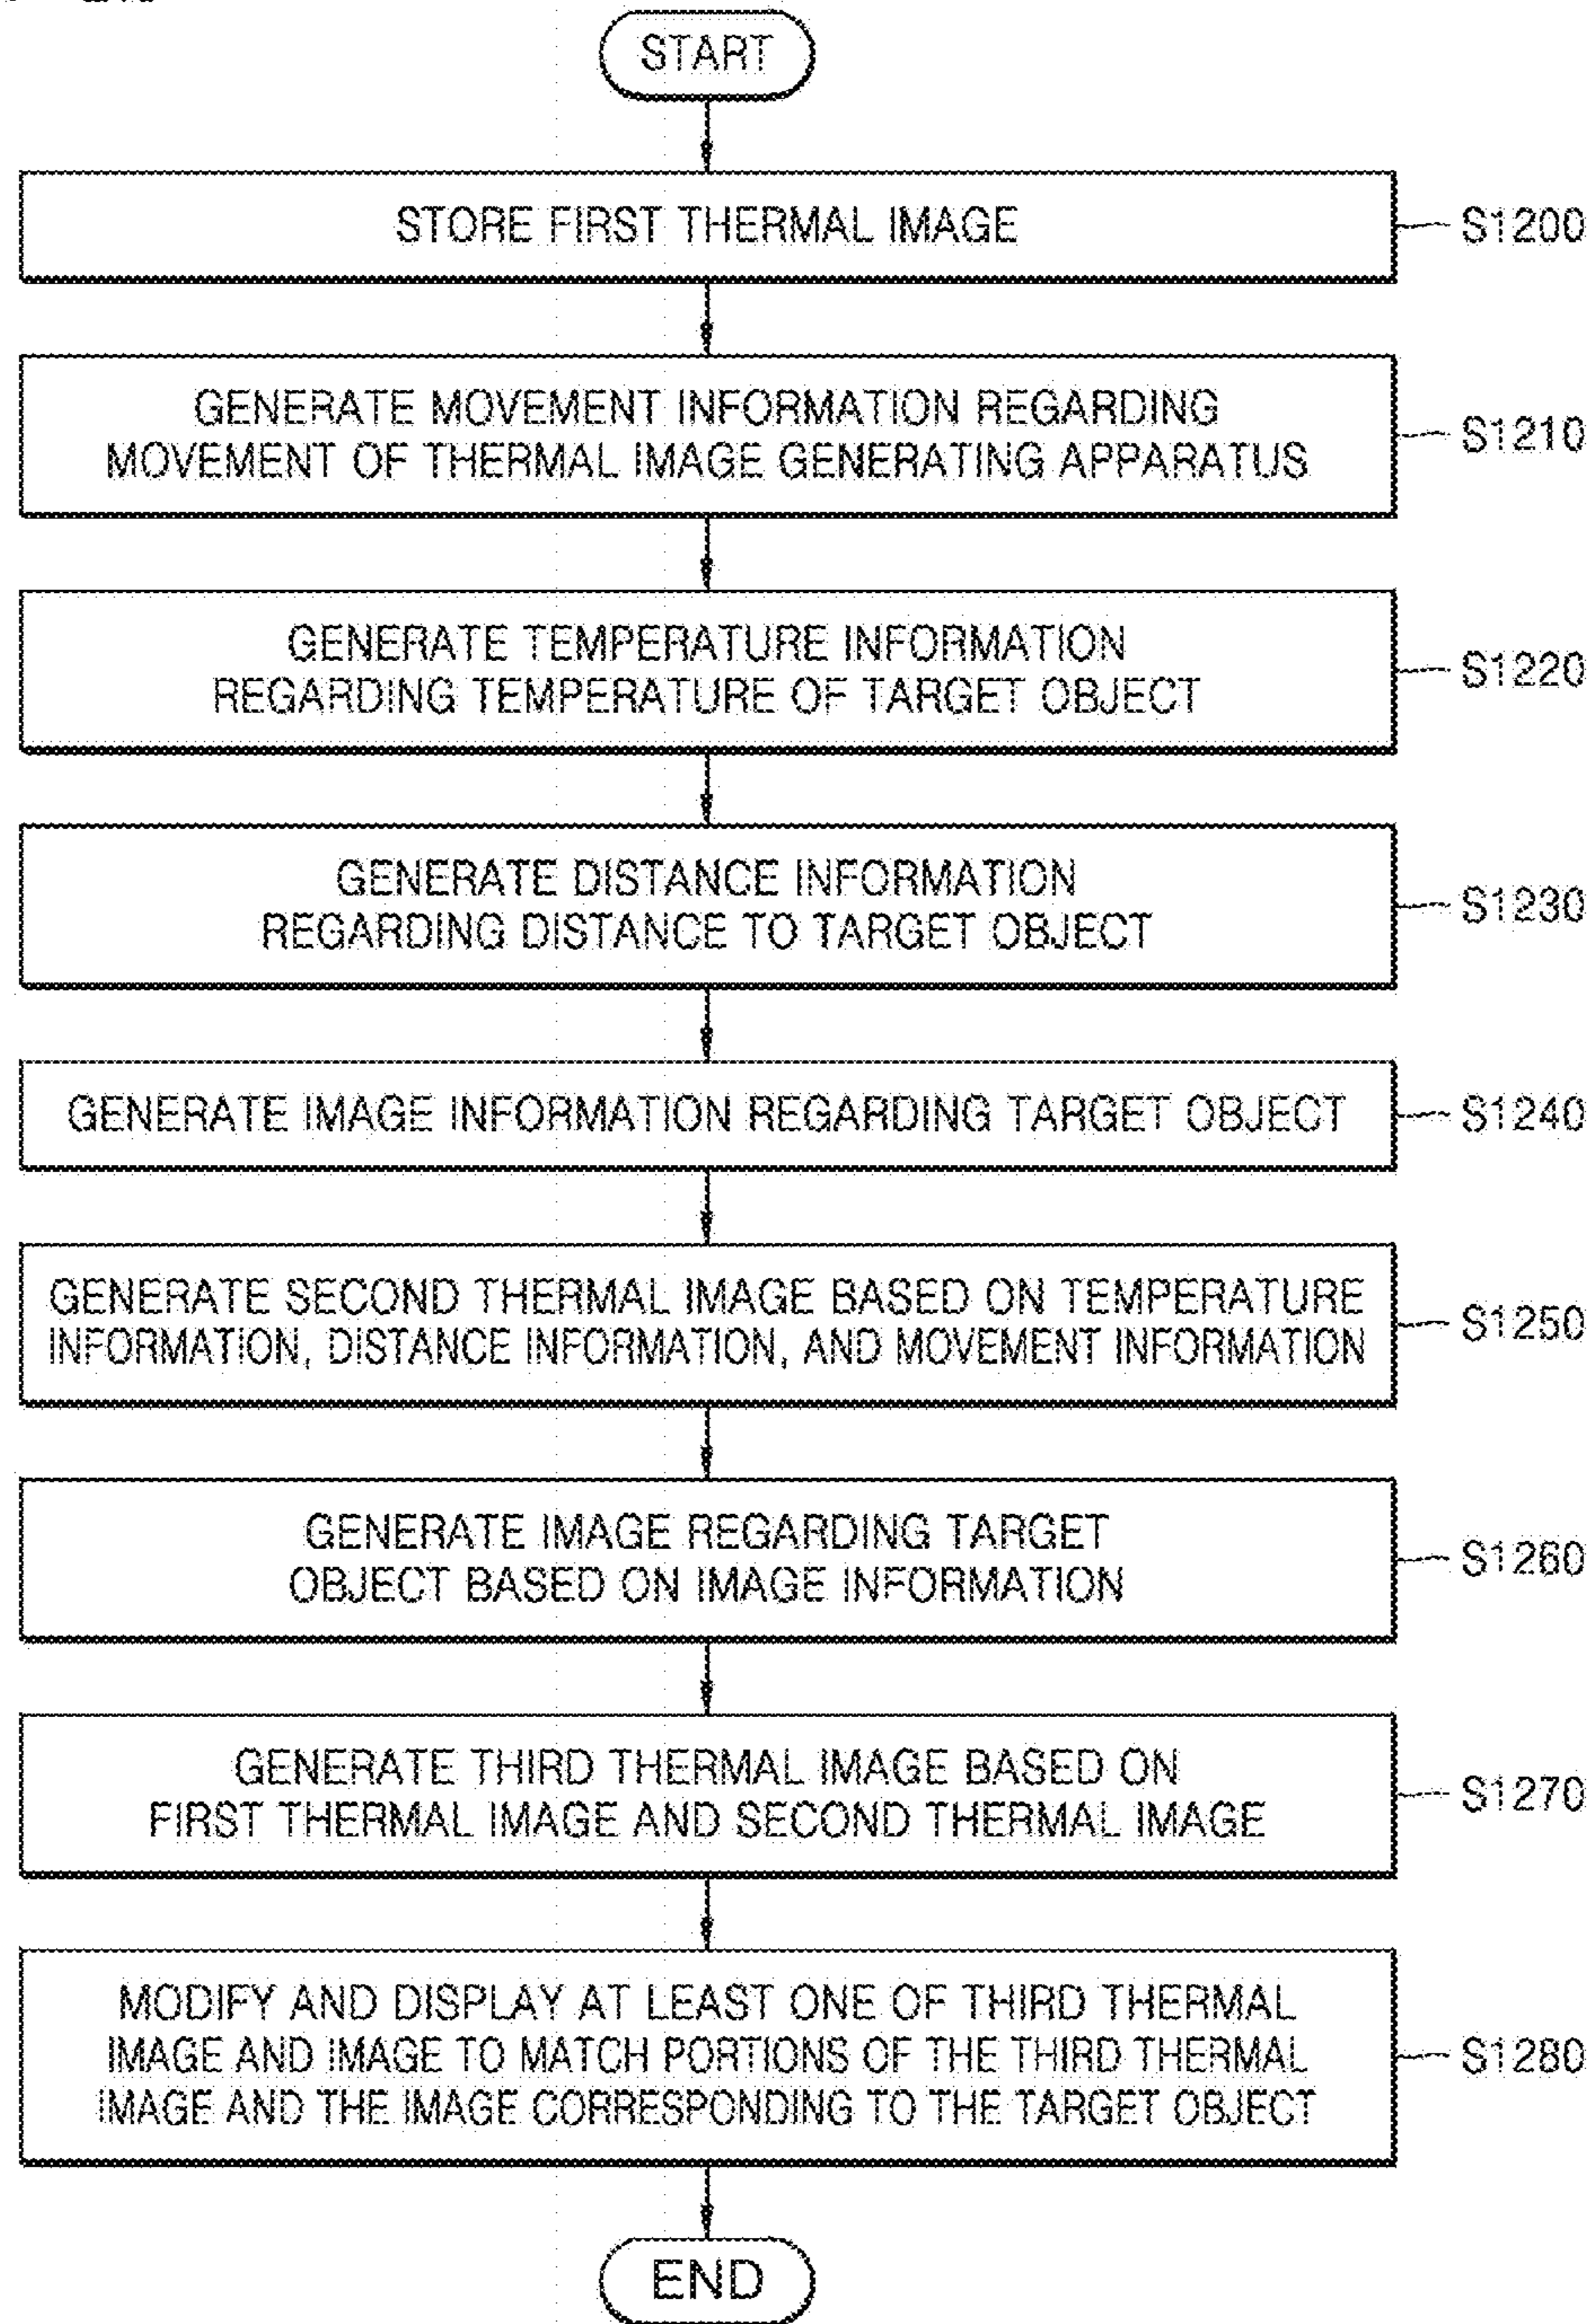 START
STORE FIRST THERMAL IMAGE
S1200
GENERATE MOVEMENT INFORMATION REGARDING
MOVEMENT OF THERMAL IMAGE GENERATING APPARATUS
S1210
GENERATE TEMPERATURE INFORMATION
REGARDING TEMPERATURE OF TARGET OBJECT
S1220
GENERATE DISTANCE INFORMATION
REGARDING DISTANCE TO TARGET OBJECT
S1230
GENERATE IMAGE INFORMATION REGARDING TARGET OBJECT
S1240
GENERATE SECOND THERMAL IMAGE BASED ON TEMPERATURE
INFORMATION, DISTANCE INFORMATION, AND MOVEMENT INFORMATION
S1250
GENERATE IMAGE REGARDING TARGET
OBJECT BASED ON IMAGE INFORMATION
S1260
GENERATE THIRD THERMAL IMAGE BASED ON
FIRST THERMAL IMAGE AND SECOND THERMAL IMAGE
S1270
MODIFY AND DISPLAY AT LEAST ONE OF THIRD THERMAL
IMAGE AND IMAGE TO MATCH PORTIONS OF THE THIRD THERMAL
IMAGE AND THE IMAGE CORRESPONDING TO THE TARGET OBJECT
S1280
END